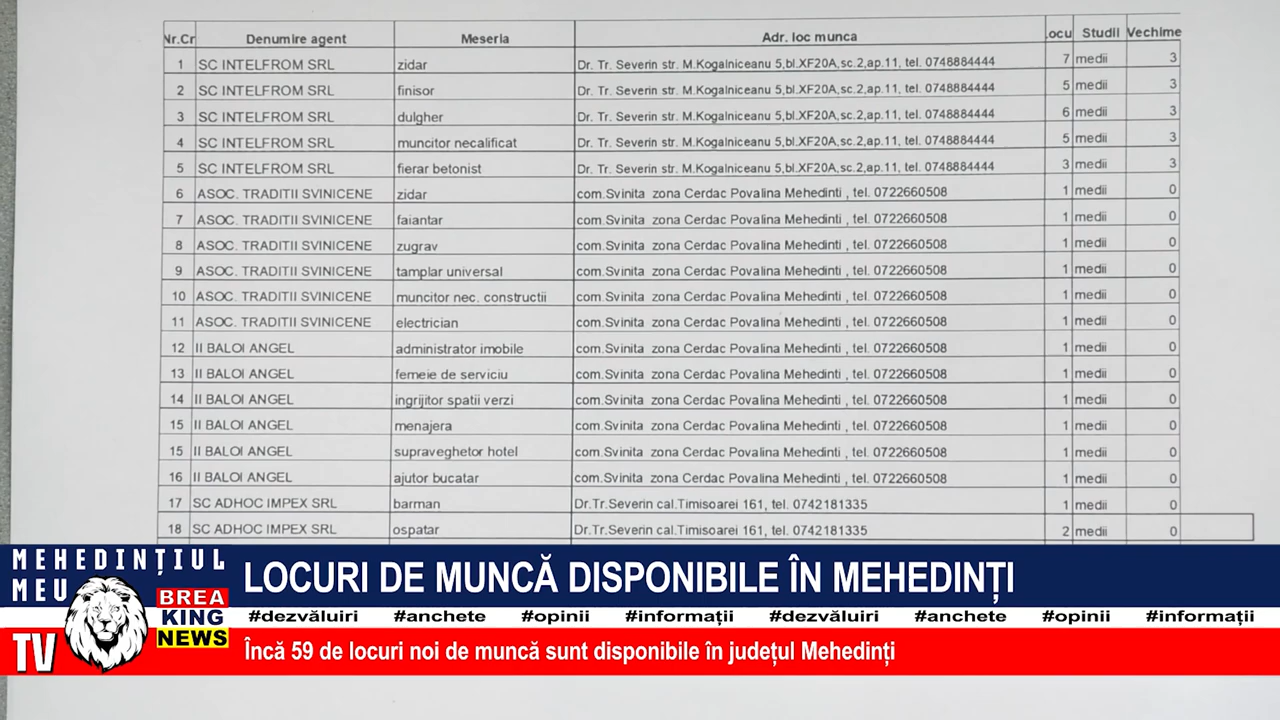 Nr.Cr Denumire agent Meseria Adr. loc munca Locu Studii Vechime
1 SC INTELFROM SRL zidar Dr. Tr. Severin str. M.Kogalniceanu 5,bl.XF20A,sc.2,ap.11, tel. 0748884444 7 medii 3
2 SC INTELFROM SRL finisor Dr. Tr. Severin str. M.Kogalniceanu 5,bl.XF20A,sc.2,ap.11, tel. 0748884444 5 medii 3
3 SC INTELFROM SRL dulgher Dr. Tr. Severin str. M.Kogalniceanu 5,bl.XF20A,sc.2,ap.11, tel. 0748884444 6 medii 3
4 SC INTELFROM SRL muncitor necalificat Dr. Tr. Severin str. M.Kogalniceanu 5,bl.XF20A,sc.2,ap.11, tel. 0748884444 5 medii 3
5 SC INTELFROM SRL fierar betonist Dr. Tr. Severin str. M.Kogalniceanu 5,bl.XF20A,sc.2,ap.11, tel. 0748884444 3 medii 3
6 ASOC. TRADITII SVINICENE zidar com.Svinita zona Cerdac Povalina Mehedinti , tel. 0722660508 1 medii 0
7 ASOC. TRADITII SVINICENE faiantar com.Svinita zona Cerdac Povalina Mehedinti , tel. 0722660508 1 medii 0
8 ASOC. TRADITII SVINICENE zugrav com.Svinita zona Cerdac Povalina Mehedinti , tel. 0722660508 1 medii 0
9 ASOC. TRADITII SVINICENE tamplar universal com.Svinita zona Cerdac Povalina Mehedinti , tel. 0722660508 1 medii 0
10 ASOC. TRADITII SVINICENE muncitor nec. constructii com.Svinita zona Cerdac Povalina Mehedinti , tel. 0722660508 1 medii 0
11 ASOC. TRADITII SVINICENE electrician com.Svinita zona Cerdac Povalina Mehedinti , tel. 0722660508 1 medii 0
12 II BALOI ANGEL administrator imobile com.Svinita zona Cerdac Povalina Mehedinti , tel. 0722660508 1 medii 0
13 II BALOI ANGEL femeie de serviciu com.Svinita zona Cerdac Povalina Mehedinti , tel. 0722660508 1 medii 0
14 II BALOI ANGEL ingrijitor spatii verzi com.Svinita zona Cerdac Povalina Mehedinti , tel. 0722660508 1 medii 0
15 II BALOI ANGEL menajera com.Svinita zona Cerdac Povalina Mehedinti , tel. 0722660508 1 medii 0
15 II BALOI ANGEL supraveghetor hotel com.Svinita zona Cerdac Povalina Mehedinti , tel. 0722660508 1 medii 0
16 II BALOI ANGEL ajutor bucatar com.Svinita zona Cerdac Povalina Mehedinti , tel. 0722660508 1 medii 0
17 SC ADHOC IMPEX SRL barman Dr.Tr.Severin cal.Timisoarei 161, tel. 0742181335 1 medii 0
18 SC ADHOC IMPEX SRL ospatar Dr.Tr.Severin cal.Timisoarei 161, tel. 0742181335 2 medii 0
MEHEDINȚIUL
MEU
TV
BREA
KING
NEWS
LOCURI DE MUNCĂ DISPONIBILE ÎN MEHEDINȚI
#dezvăluiri #anchete #opinii #informații #dezvăluiri #anchete #opinii #informații
Încă 59 de locuri noi de muncă sunt disponibile în județul Mehedinți